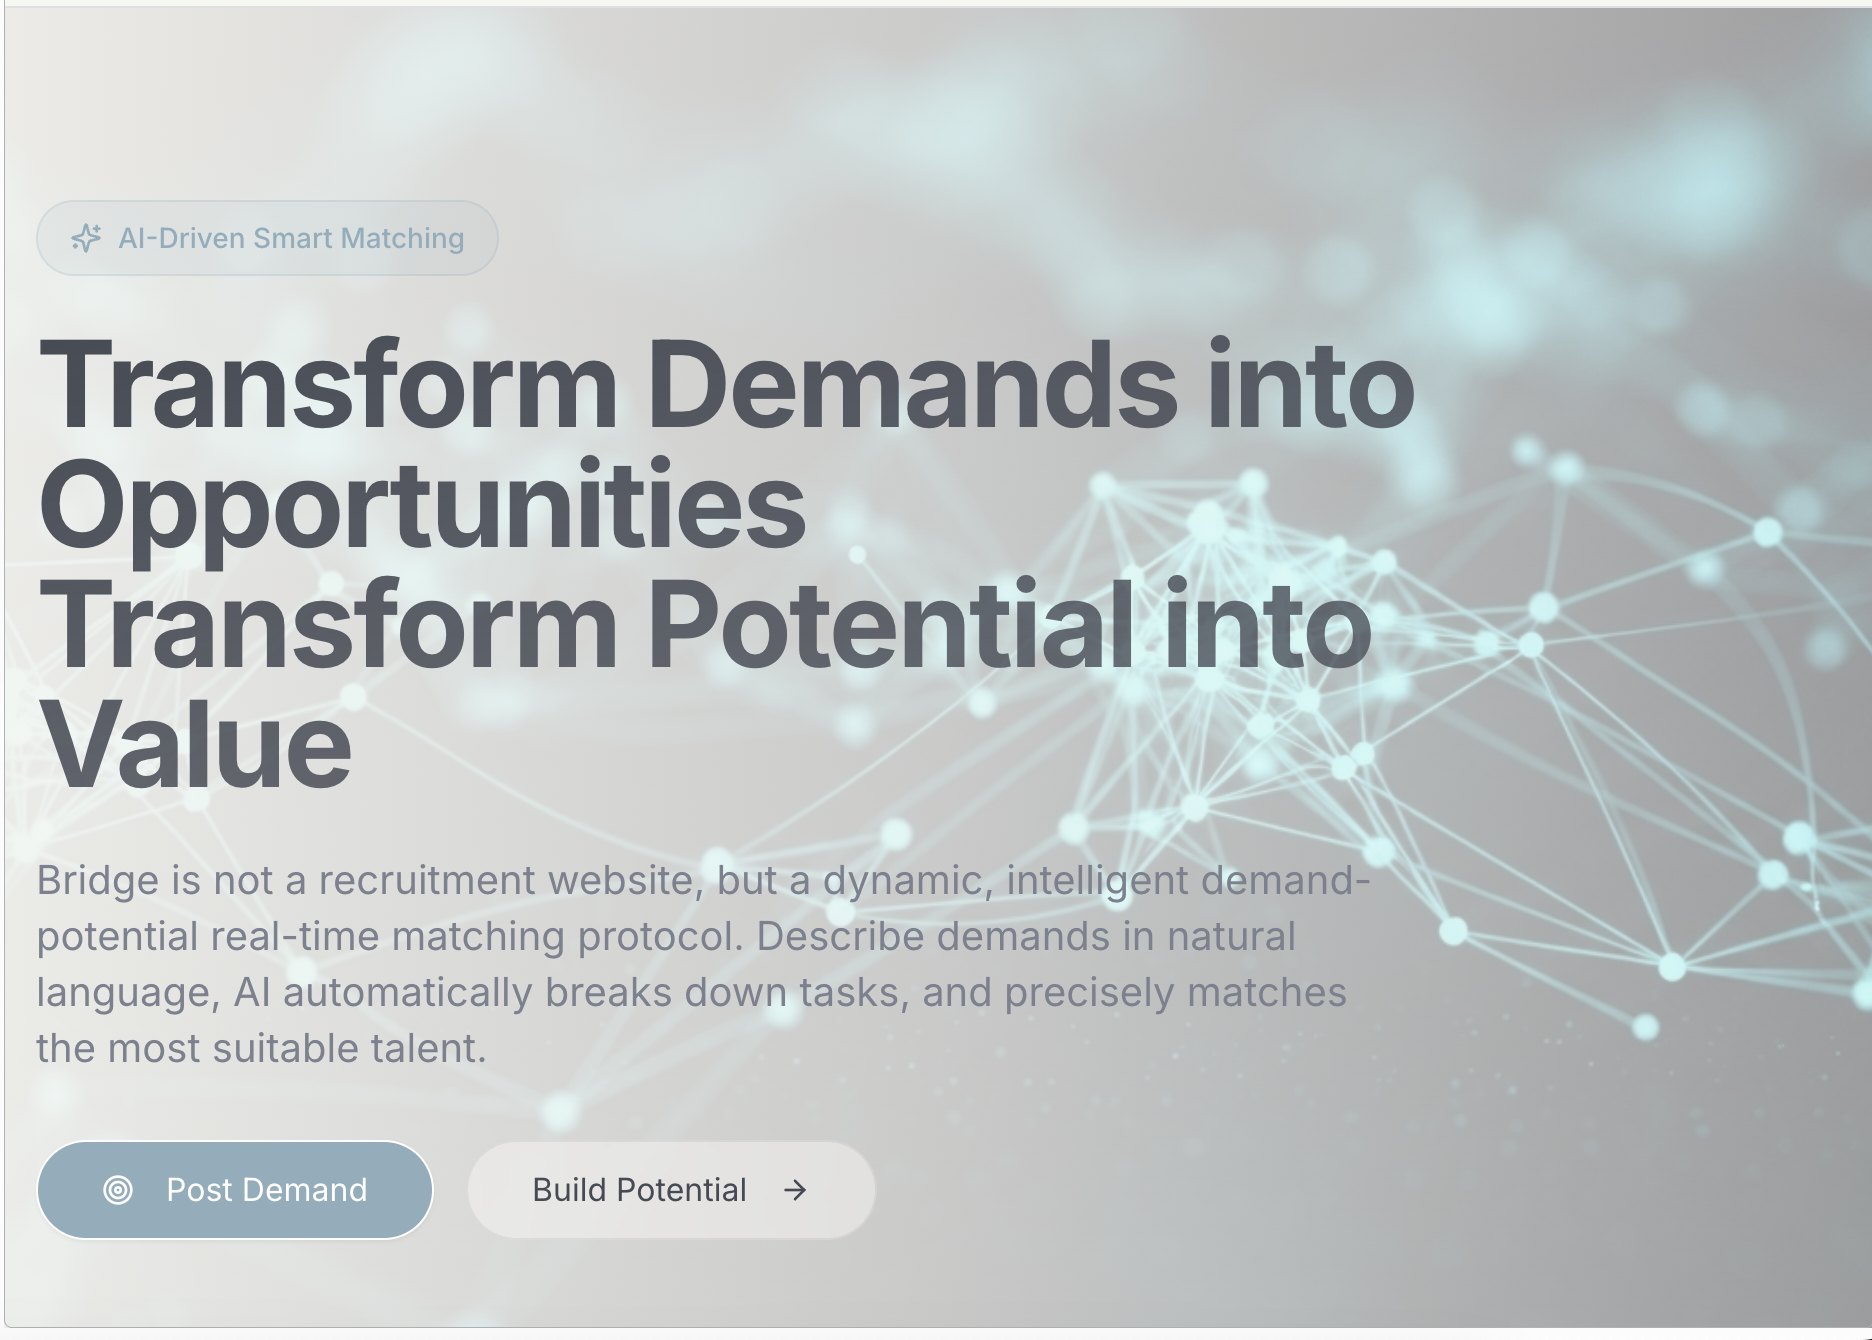 AI-Driven Smart Matching
Transform Demands into
Opportunities
Transform Potential into
Value
Bridge is not a recruitment website, but a dynamic, intelligent demand-
potential real-time matching protocol. Describe demands in natural
language, AI automatically breaks down tasks, and precisely matches
the most suitable talent.
Post Demand
Build Potential